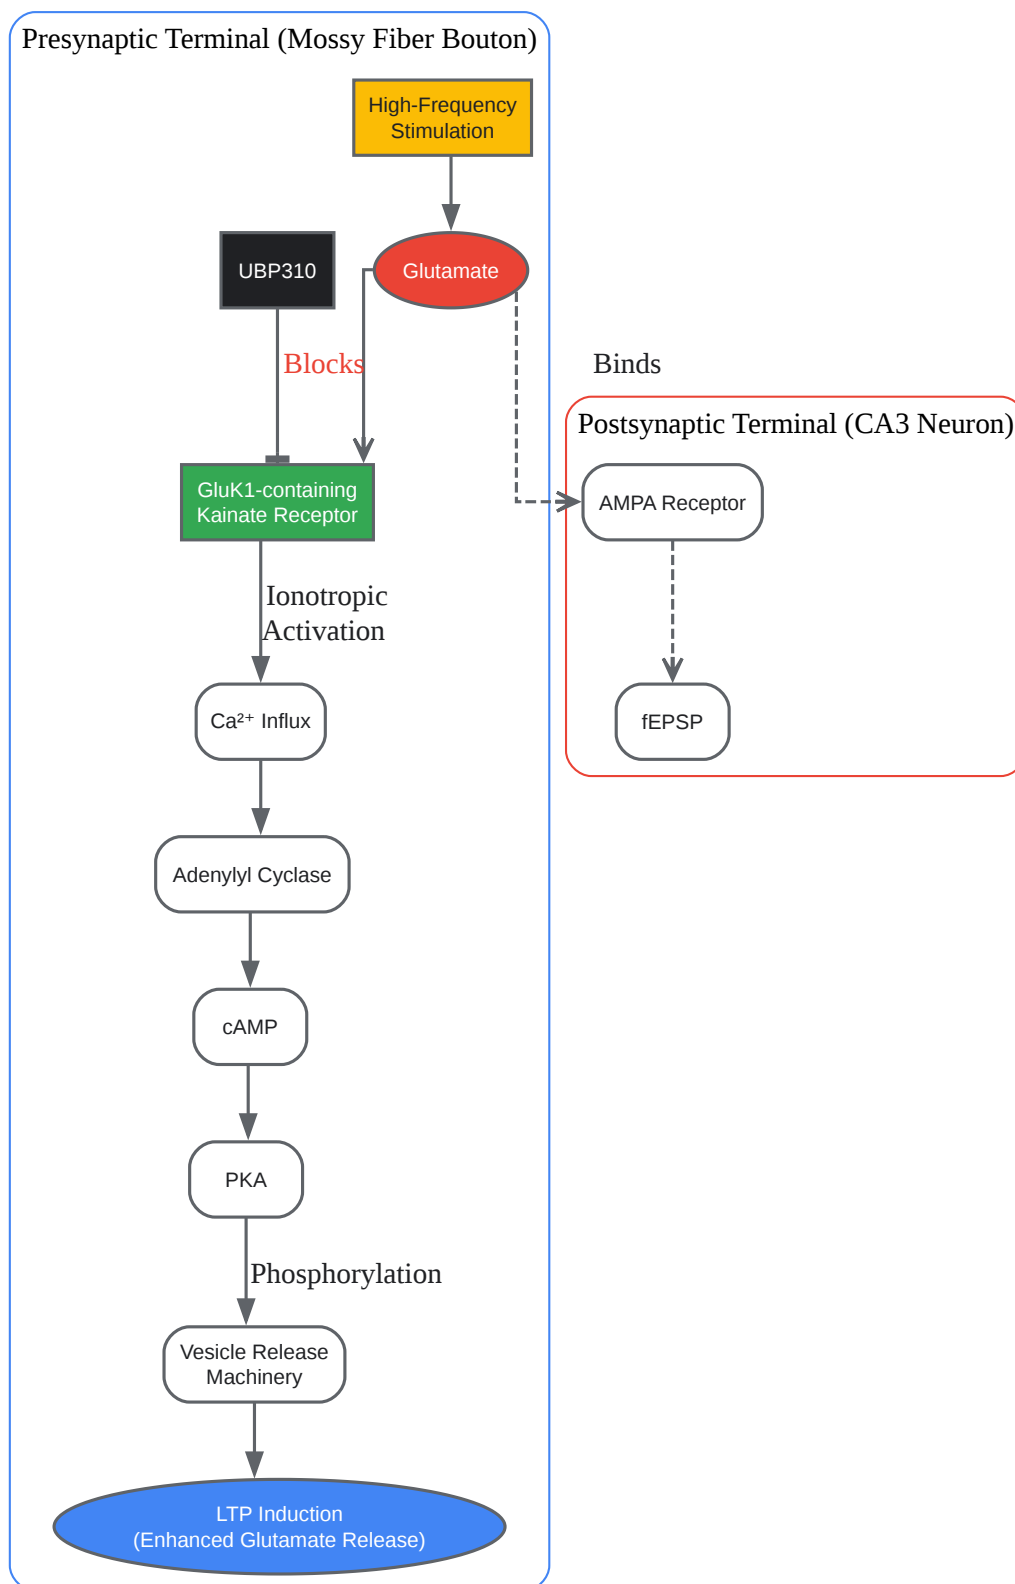 Presynaptic Terminal (Mossy Fiber Bouton)
High-Frequency
Stimulation
UBP310
Glutamate
Blocks
Binds
Postsynaptic Terminal (CA3 Neuron)
GluK1-containing
Kainate Receptor
AMPA Receptor
Ionotropic
Activation
Ca²⁺ Influx
fEPSP
Adenylyl Cyclase
cAMP
PKA
Phosphorylation
Vesicle Release
Machinery
LTP Induction
(Enhanced Glutamate Release)